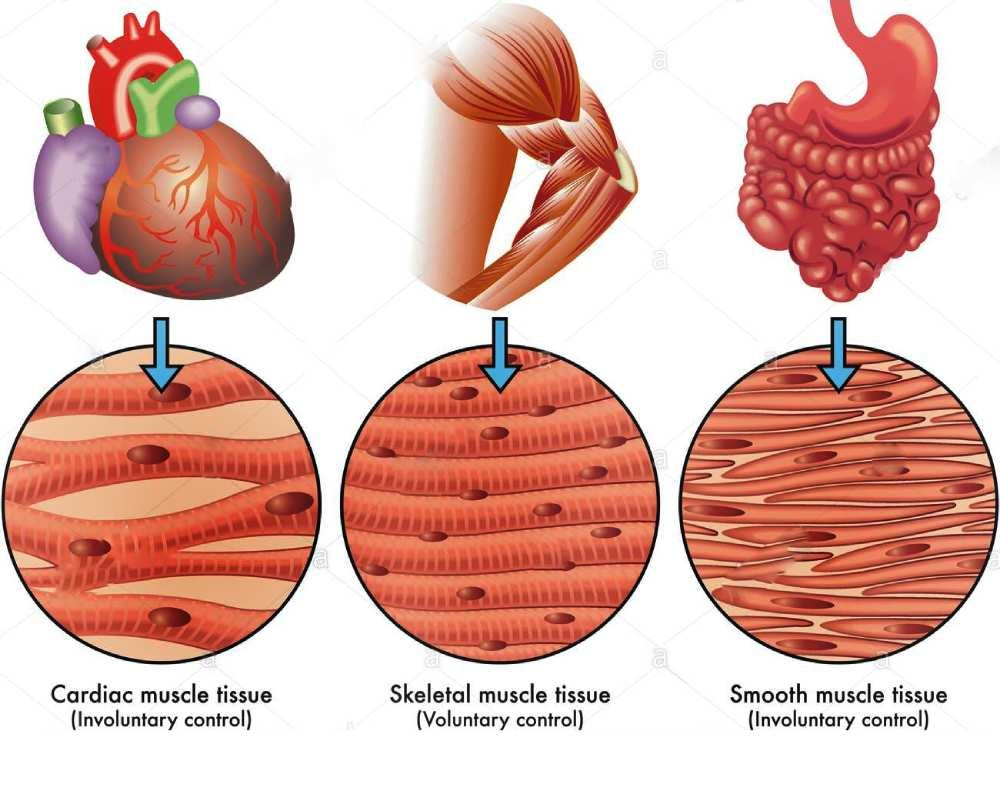 Cardiac muscle tissue
(Involuntary control)
Skeletal muscle tissue
(Voluntary control)
Smooth muscle tissue
(Involuntary control)
a
a
a
a
a
a
a
a
a
a
a
a